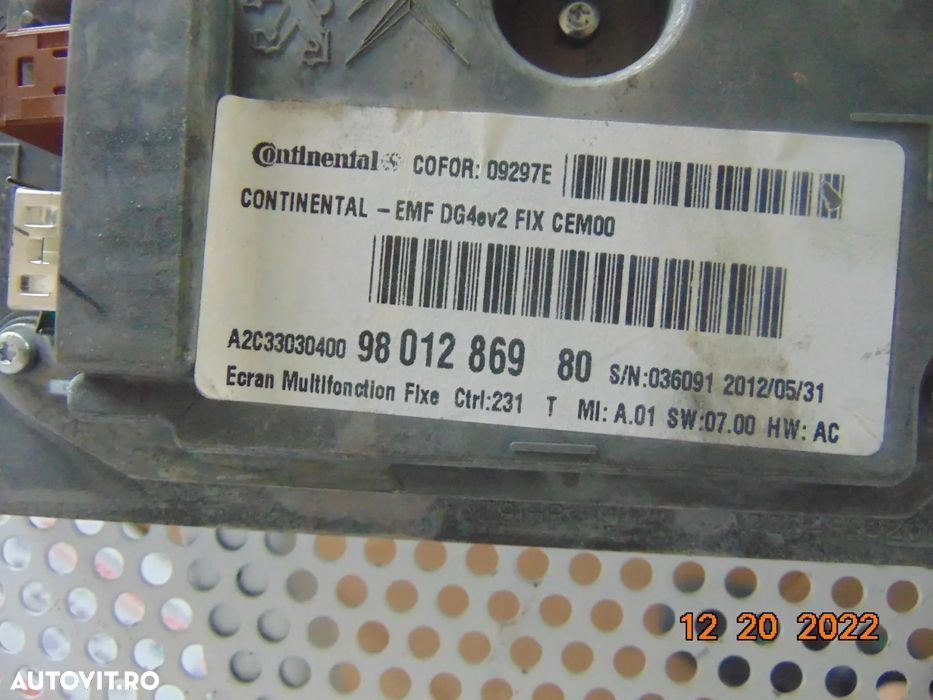 Continental COFOR: 09297E
CONTINENTAL - EMF DG4ev2 FIX CEM00
A2C33030400 98 012 869 80 S/N:036091 2012/05/31
Ecran Multifonction Fixe Ctrl:231 T MI: A.01 SW:07.00 HW: AC
12 20 2022
AUTOVIT.RO